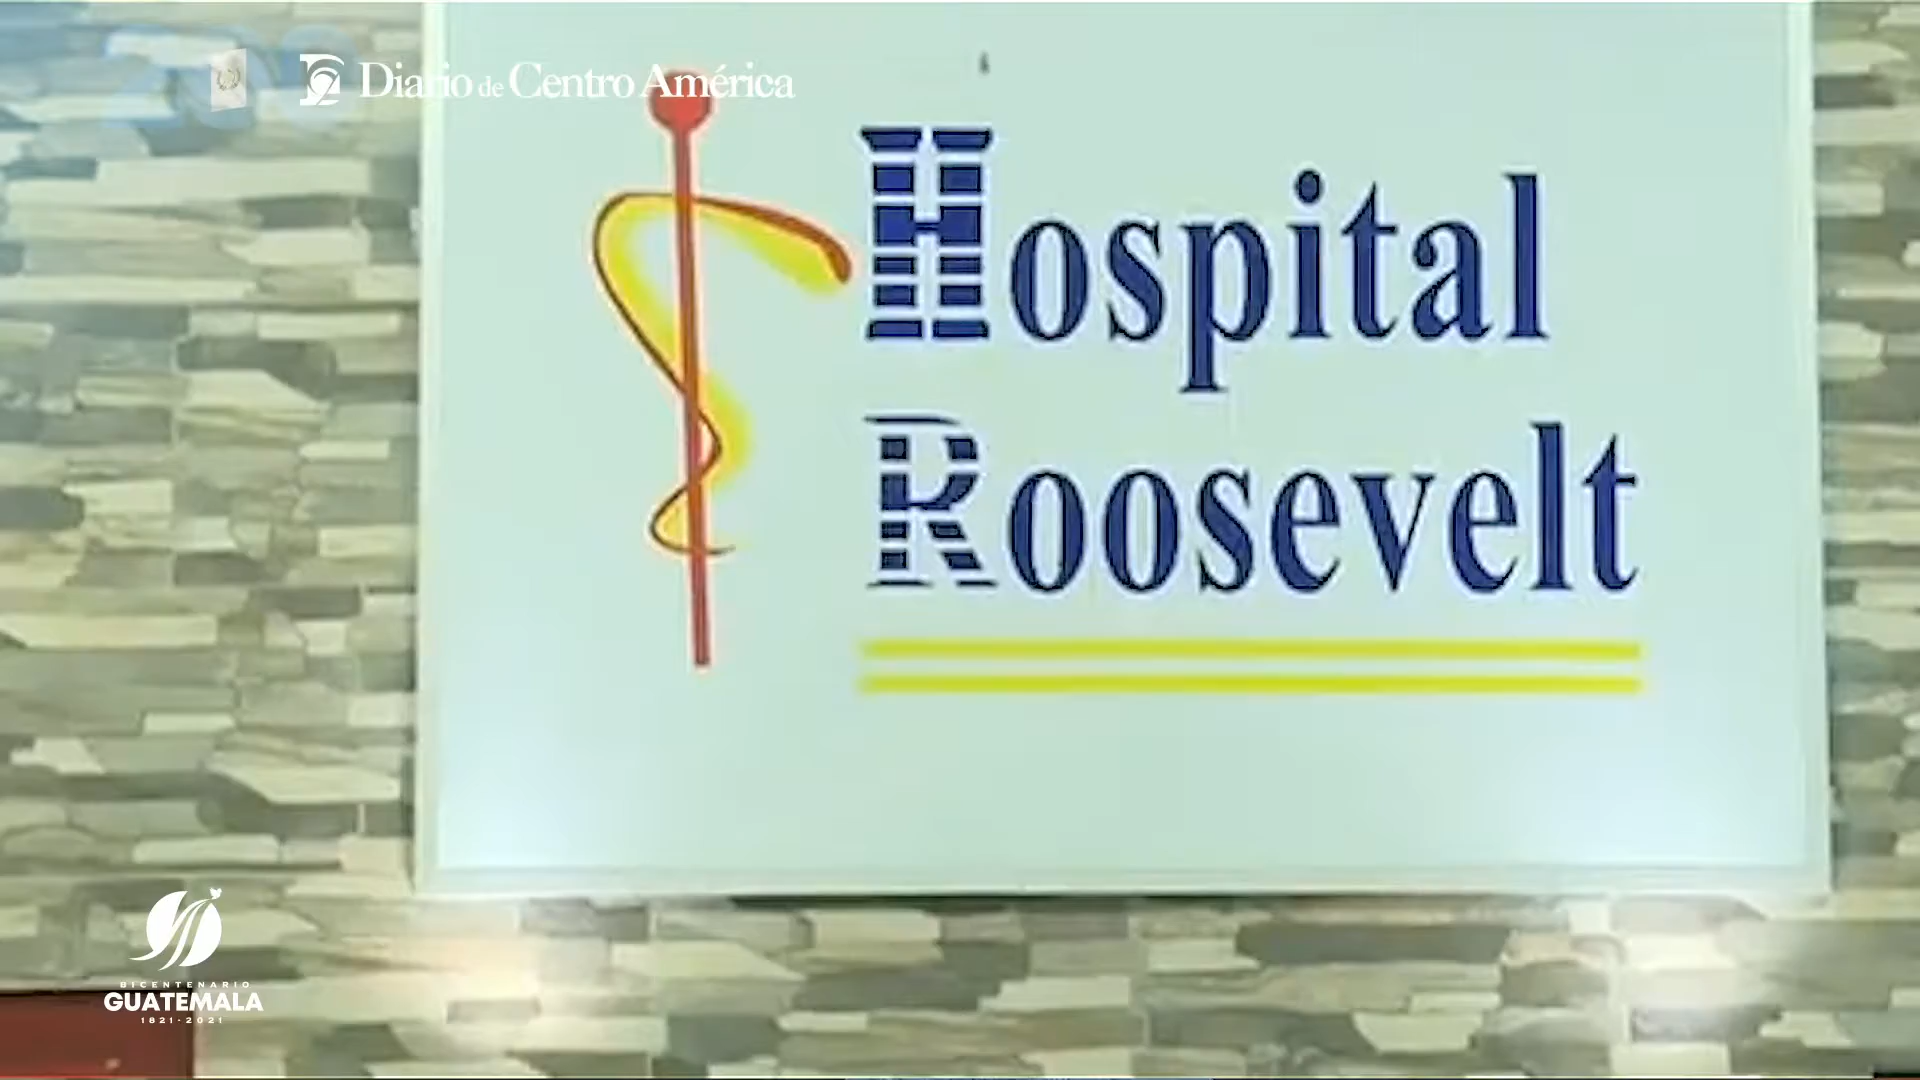 Diario de Centro América
Hospital
Roosevelt
BICENTENARIO
GUATEMALA
1821-2021